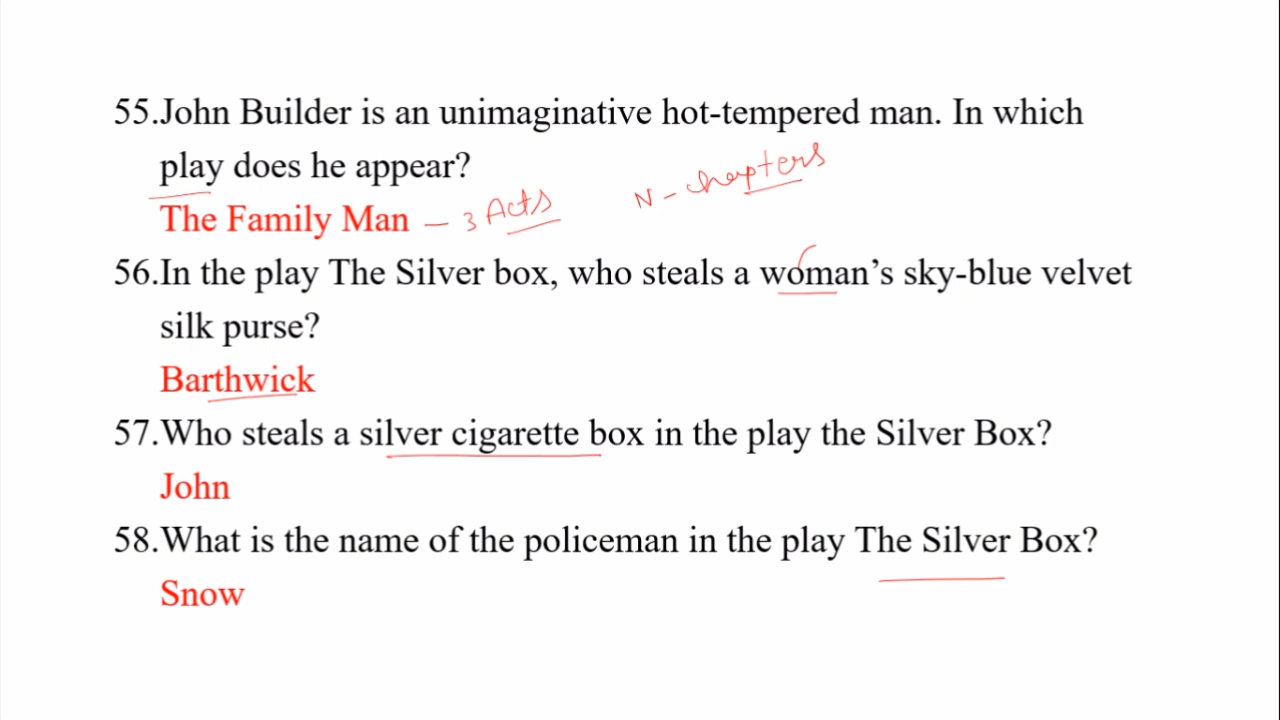 55.John Builder is an unimaginative hot-tempered man. In which
play does he appear?
N - chapters
The Family Man - 3 Acts
56.In the play The Silver box, who steals a woman's sky-blue velvet
silk purse?
Barthwick
57.Who steals a silver cigarette box in the play the Silver Box?
John
58.What is the name of the policeman in the play The Silver Box?
Snow